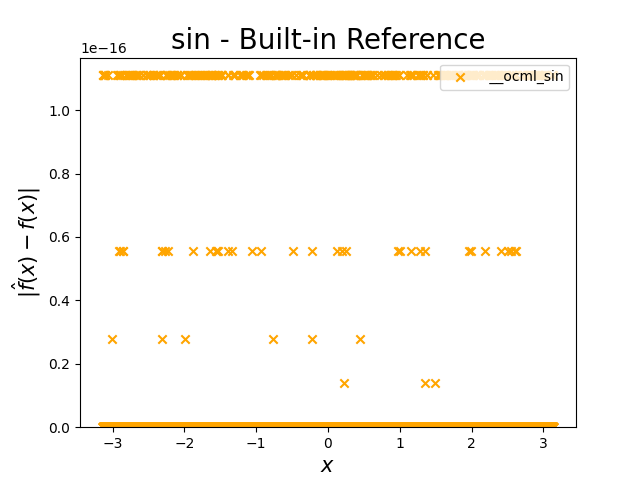 sin - Built-in Reference
1e−16
__ocml_sin
1.0
0.8
0.6
0.4
0.2
0.0
|f̂(x) − f(x)|
−3 −2 −1 0 1 2 3
x